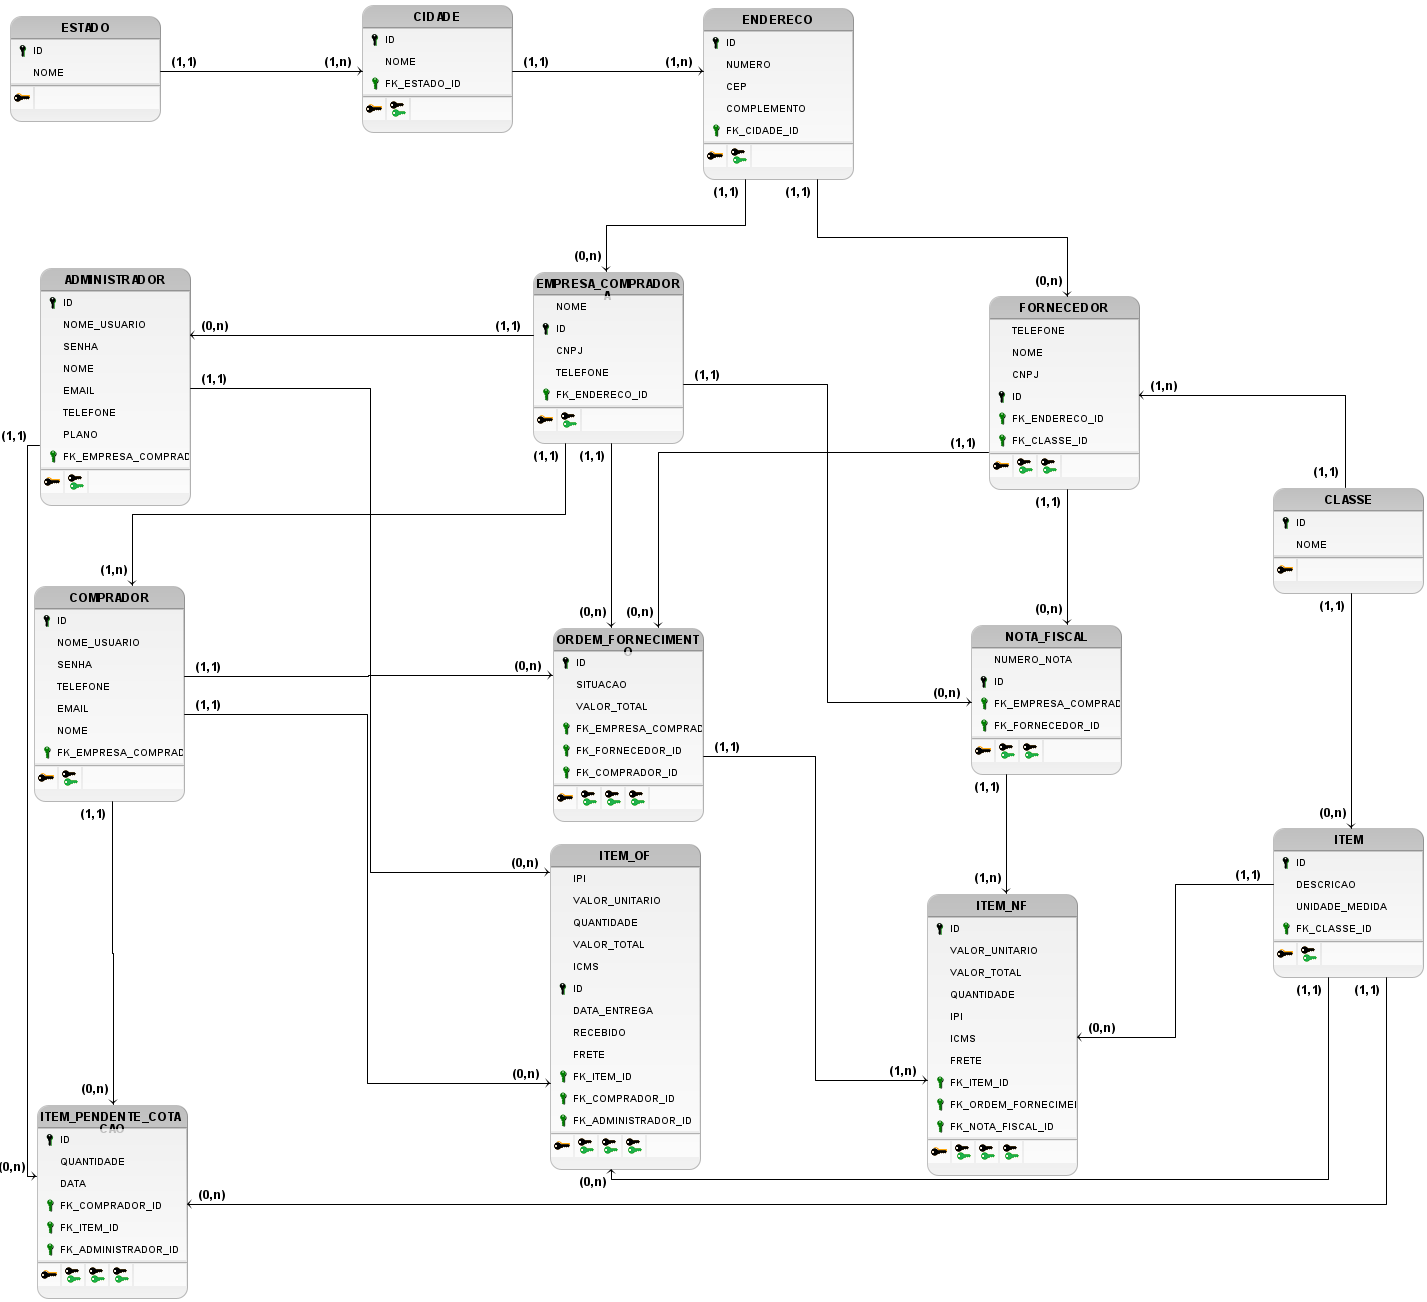 ESTADO
ID
NOME
(1,1)
(1,n)
CIDADE
ID
NOME
FK_ESTADO_ID
(1,1)
(1,n)
ENDERECO
ID
NUMERO
CEP
COMPLEMENTO
FK_CIDADE_ID
(1,1)
(1,1)
(0,n)
(0,n)
ADMINISTRADOR
ID
NOME_USUARIO
SENHA
NOME
EMAIL
TELEFONE
PLANO
FK_EMPRESA_COMPRAD
(0,n)
(1,1)
(1,1)
(1,1)
EMPRESA_COMPRADOR
A
NOME
ID
CNPJ
TELEFONE
FK_ENDERECO_ID
(1,1)
(1,1)
(1,1)
FORNECEDOR
TELEFONE
NOME
CNPJ
ID
FK_ENDERECO_ID
FK_CLASSE_ID
(1,n)
(1,1)
(1,1)
(1,1)
CLASSE
ID
NOME
(1,1)
(1,n)
COMPRADOR
ID
NOME_USUARIO
SENHA
TELEFONE
EMAIL
NOME
FK_EMPRESA_COMPRAD
(1,1)
(1,1)
(1,1)
(0,n)
(0,n)
(0,n)
ORDEM_FORNECIMENT
O
ID
SITUACAO
VALOR_TOTAL
FK_EMPRESA_COMPRAD
FK_FORNECEDOR_ID
FK_COMPRADOR_ID
(1,1)
(0,n)
(0,n)
NOTA_FISCAL
NUMERO_NOTA
ID
FK_EMPRESA_COMPRAD
FK_FORNECEDOR_ID
(1,1)
(1,n)
(0,n)
ITEM
ID
DESCRICAO
UNIDADE_MEDIDA
FK_CLASSE_ID
(1,1)
(1,1)
(1,1)
(0,n)
(0,n)
ITEM_OF
IPI
VALOR_UNITARIO
QUANTIDADE
VALOR_TOTAL
ICMS
ID
DATA_ENTREGA
RECEBIDO
FRETE
FK_ITEM_ID
FK_COMPRADOR_ID
FK_ADMINISTRADOR_ID
(0,n)
ITEM_NF
ID
VALOR_UNITARIO
VALOR_TOTAL
QUANTIDADE
IPI
ICMS
FRETE
FK_ITEM_ID
FK_ORDEM_FORNECIMEI
FK_NOTA_FISCAL_ID
(0,n)
(1,n)
(0,n)
(0,n)
ITEM_PENDENTE_COTA
CAO
ID
QUANTIDADE
DATA
FK_COMPRADOR_ID
FK_ITEM_ID
FK_ADMINISTRADOR_ID
(0,n)